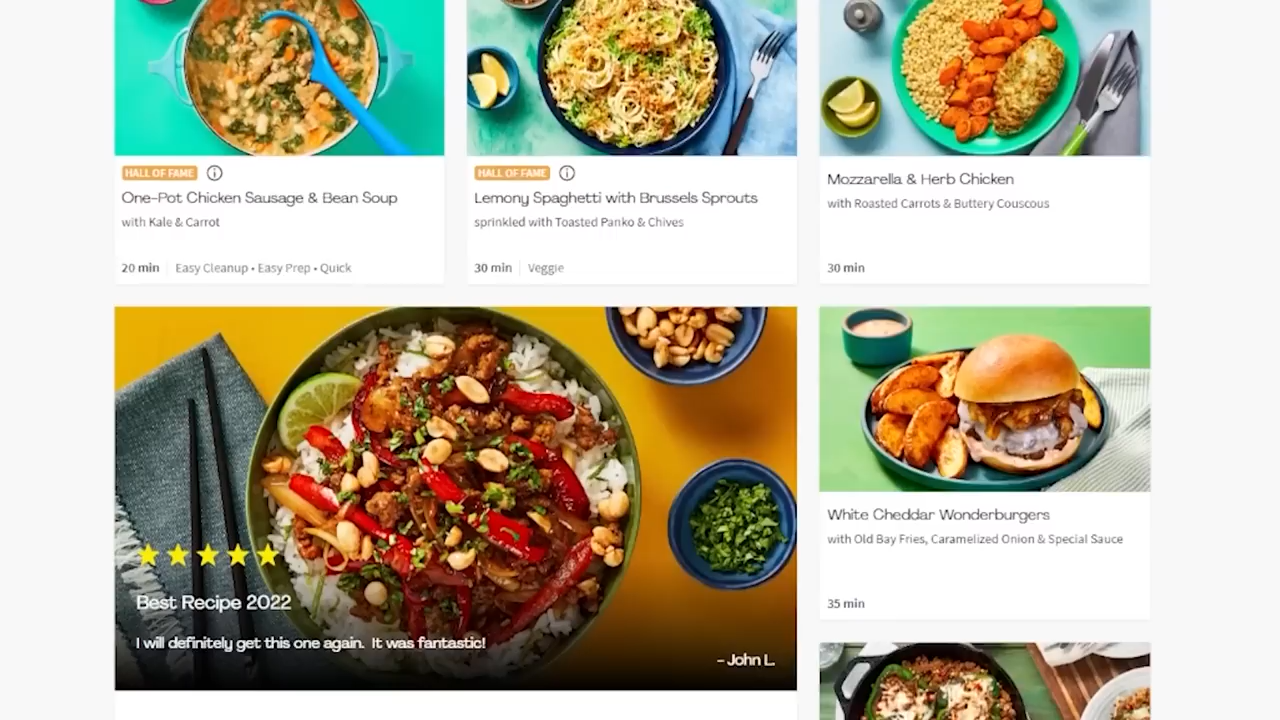 HALL OF FAME
One-Pot Chicken Sausage & Bean Soup
with Kale & Carrot
20 min Easy Cleanup • Easy Prep • Quick
HALL OF FAME
Lemony Spaghetti with Brussels Sprouts
sprinkled with Toasted Panko & Chives
30 min Veggie
Mozzarella & Herb Chicken
with Roasted Carrots & Buttery Couscous
30 min
Best Recipe 2022
I will definitely get this one again. It was fantastic!
- John L.
White Cheddar Wonderburgers
with Old Bay Fries, Caramelized Onion & Special Sauce
35 min